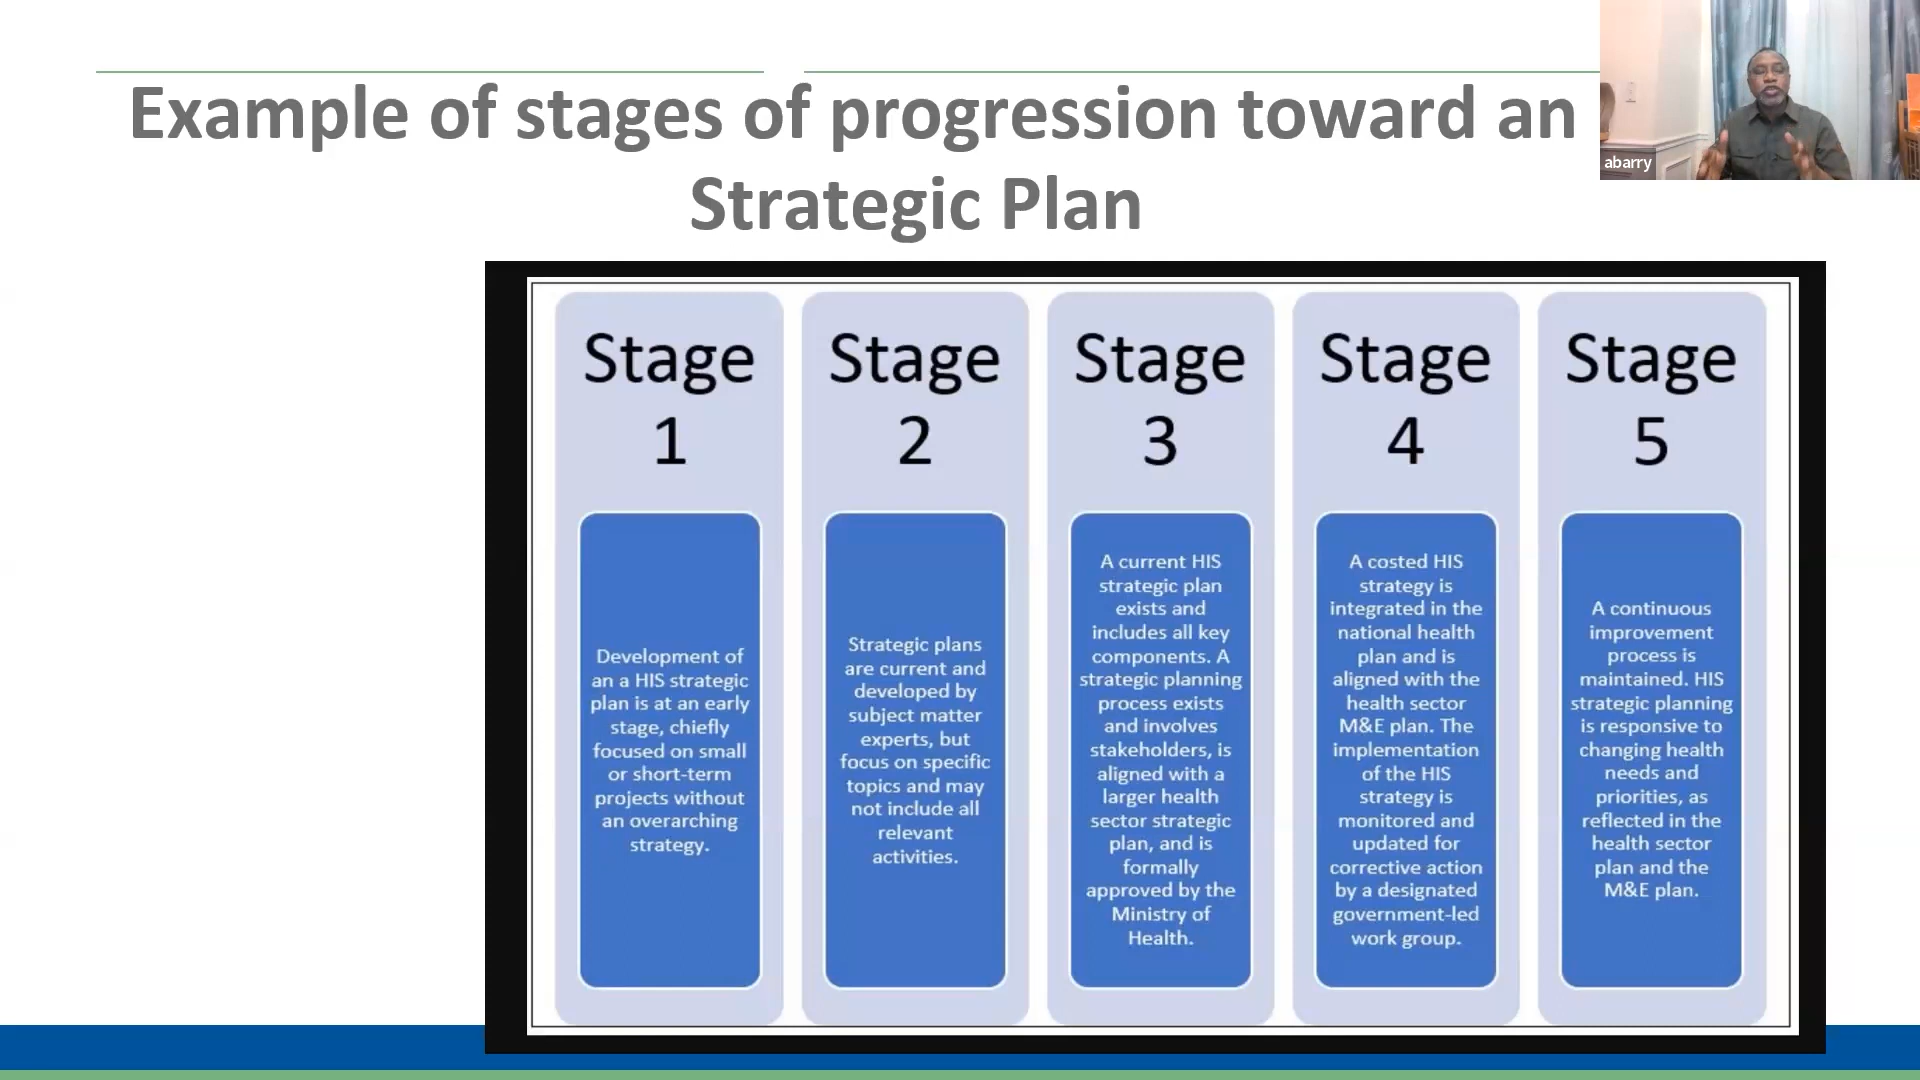 Example of stages of progression toward an
Strategic Plan
abarry
Stage
1
Development of
an a HIS strategic
plan is at an early
stage, chiefly
focused on small
or short-term
projects without
an overarching
strategy.
Stage
2
Strategic plans
are current and
developed by
subject matter
experts, but
focus on specific
topics and may
not include all
relevant
activities.
Stage
3
A current HIS
strategic plan
exists and
includes all key
components. A
strategic planning
process exists
and involves
stakeholders, is
aligned with a
larger health
sector strategic
plan, and is
formally
approved by the
Ministry of
Health.
Stage
4
A costed HIS
strategy is
integrated in the
national health
plan and is
aligned with the
health sector
M&E plan. The
implementation
of the HIS
strategy is
monitored and
updated for
corrective action
by a designated
government-led
work group.
Stage
5
A continuous
improvement
process is
maintained. HIS
strategic planning
is responsive to
changing health
needs and
priorities, as
reflected in the
health sector
plan and the
M&E plan.